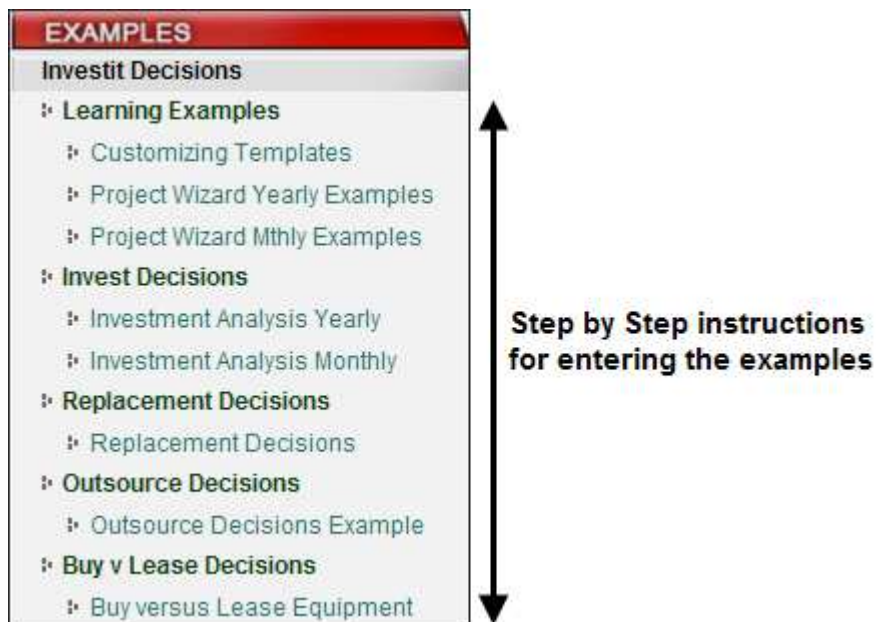 EXAMPLES
Investit Decisions
Learning Examples
Customizing Templates
Project Wizard Yearly Examples
Project Wizard Mthly Examples
Invest Decisions
Investment Analysis Yearly
Investment Analysis Monthly
Replacement Decisions
Replacement Decisions
Outsource Decisions
Outsource Decisions Example
Buy v Lease Decisions
Buy versus Lease Equipment
Step by Step instructions
for entering the examples